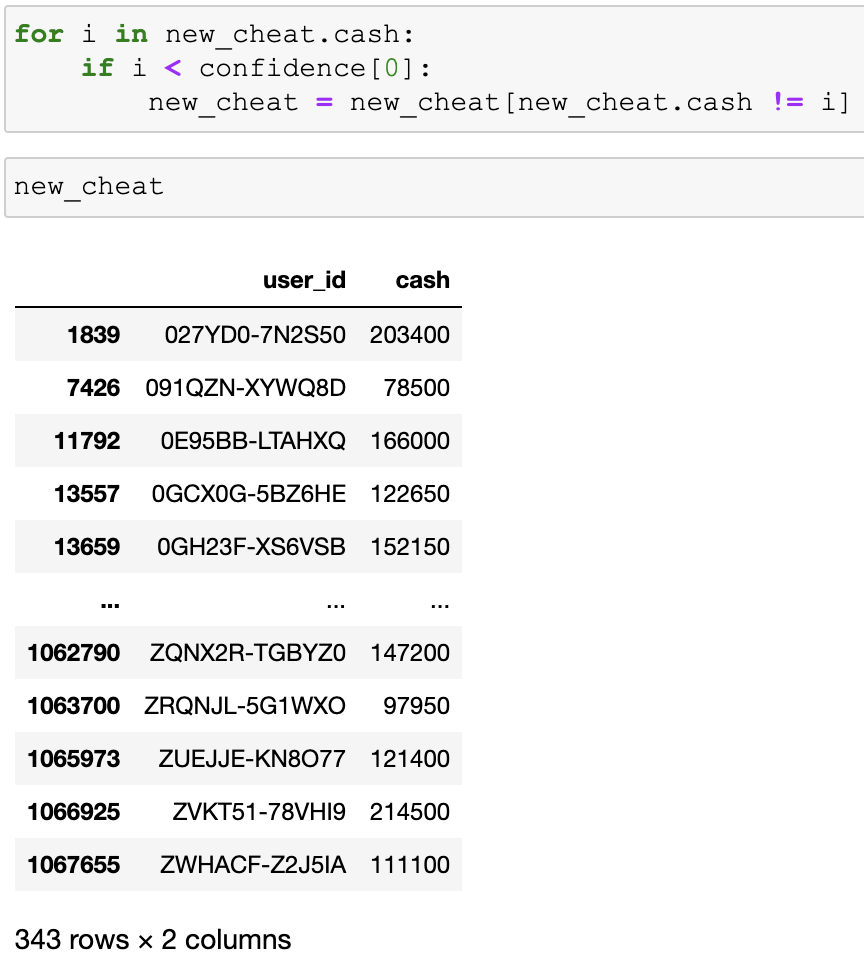 for i in new_cheat.cash:
    if i < confidence[0]:
        new_cheat = new_cheat[new_cheat.cash != i]
new_cheat
user_id cash
1839 027YD0-7N2S50 203400
7426 091QZN-XYWQ8D 78500
11792 0E95BB-LTAHXQ 166000
13557 0GCX0G-5BZ6HE 122650
13659 0GH23F-XS6VSB 152150
... ... ...
1062790 ZQNX2R-TGBYZ0 147200
1063700 ZRQNJL-5G1WXO 97950
1065973 ZUEJJE-KN8O77 121400
1066925 ZVKT51-78VHI9 214500
1067655 ZWHACF-Z2J5IA 111100
343 rows × 2 columns